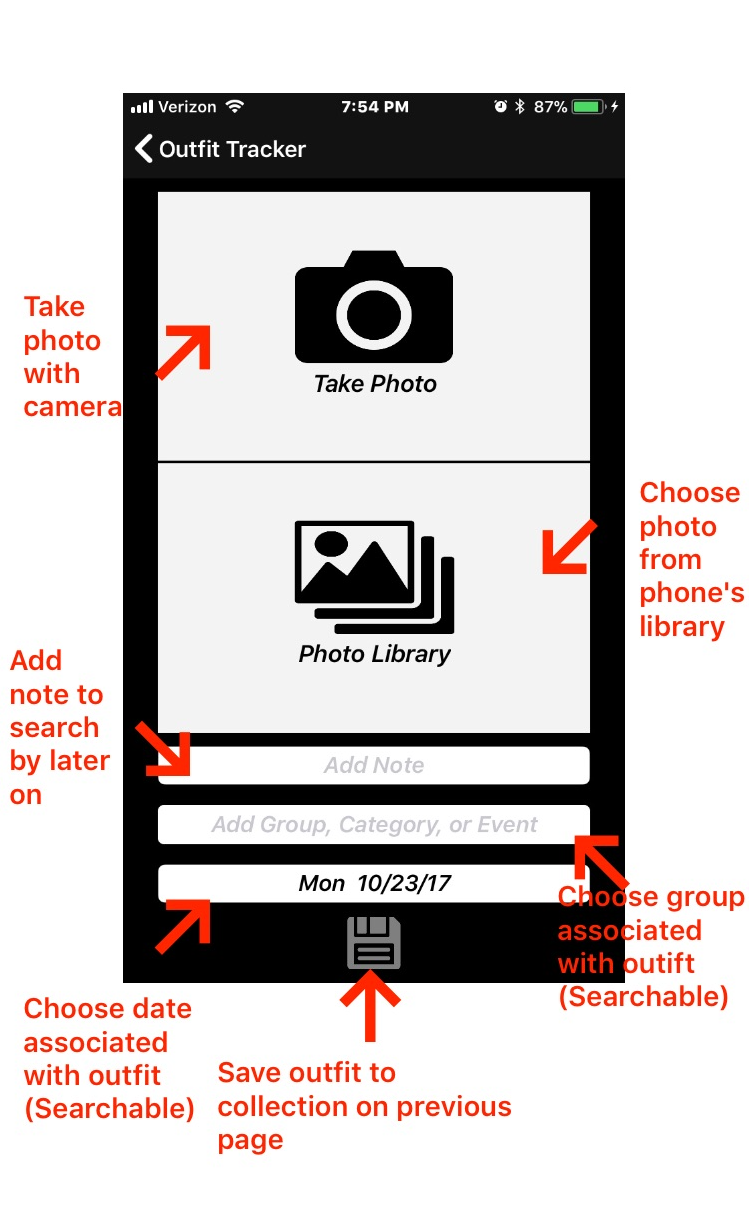 Verizon 7:54 PM 87%
Outfit Tracker
Take
photo
with
camera
Take Photo
Choose
photo
from
phone's
library
Photo Library
Add
note to
search
by later
on
Add Note
Add Group, Category, or Event
Mon 10/23/17
Choose group
associated
with outift
(Searchable)
Choose date
associated
with outfit
(Searchable)
Save outfit to
collection on previous
page